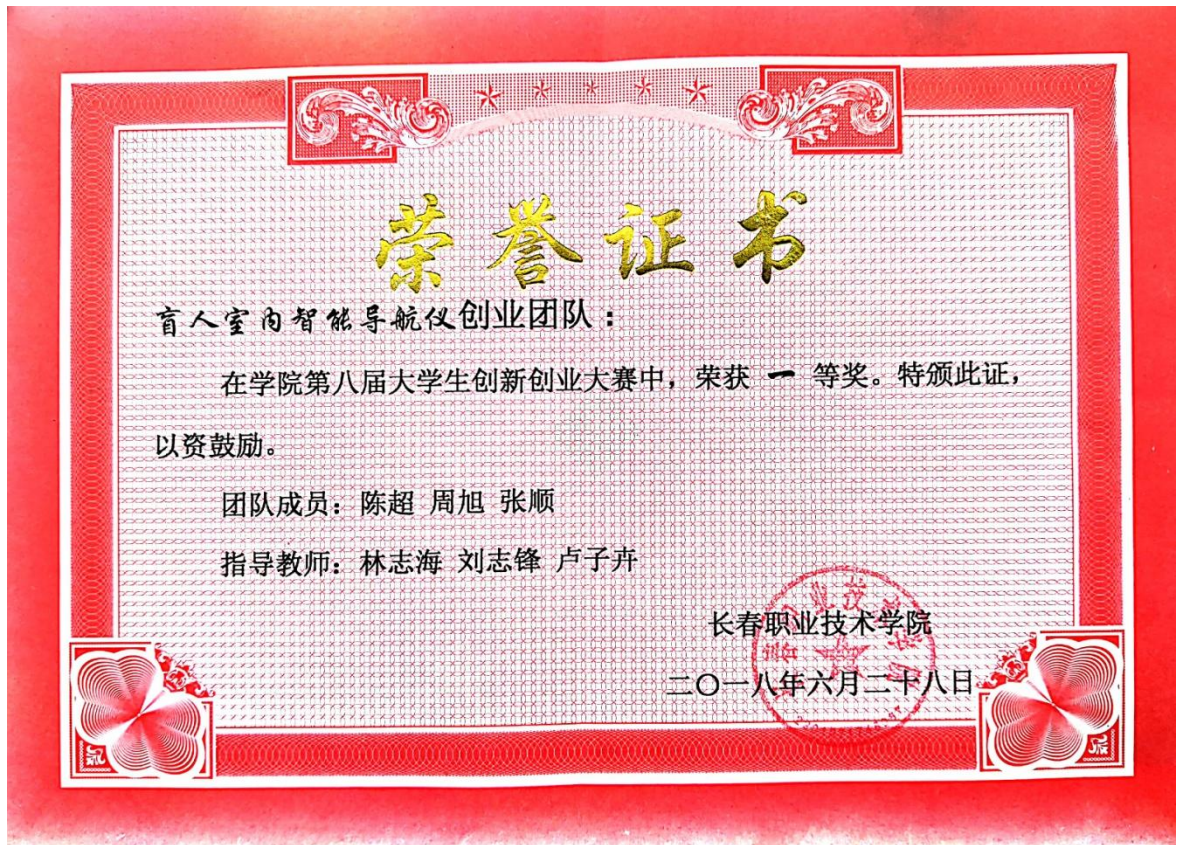 荣誉证书
盲人室内智能导航仪创业团队：
在学院第八届大学生创新创业大赛中，荣获 一 等奖。特颁此证，
以资鼓励。
团队成员：陈超 周旭 张顺
指导教师：林志海 刘志锋 卢子卉
长春职业技术学院
二〇一八年六月二十八日